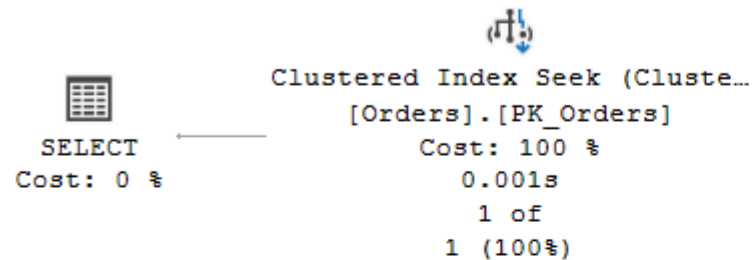 SELECT
Cost: 0 %
Clustered Index Seek (Cluste…
[Orders].[PK_Orders]
Cost: 100 %
0.001s
1 of
1 (100%)